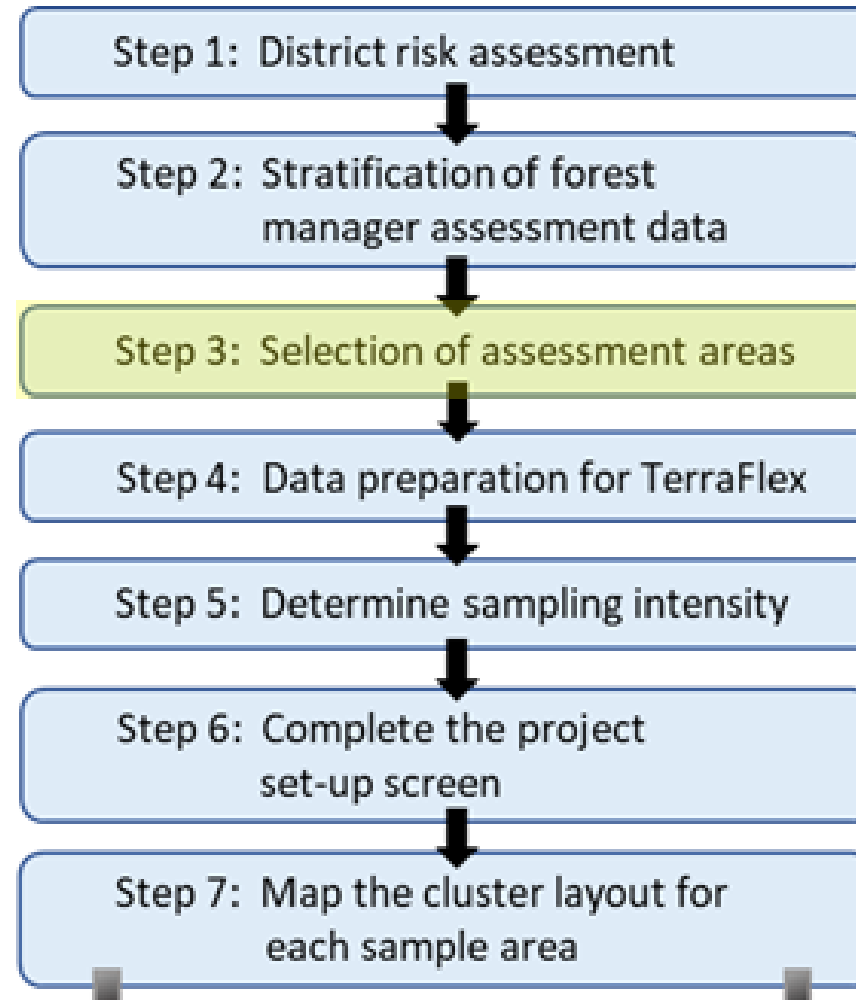 Step 1: District risk assessment
Step 2: Stratification of forest
manager assessment data
Step 3: Selection of assessment areas
Step 4: Data preparation for TerraFlex
Step 5: Determine sampling intensity
Step 6: Complete the project
set-up screen
Step 7: Map the cluster layout for
each sample area